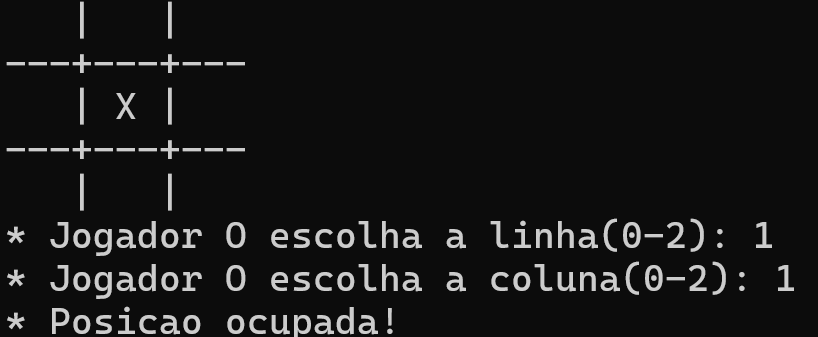 |   |
---+---+---
   | X |
---+---+---
   |   |
* Jogador O escolha a linha(0-2): 1
* Jogador O escolha a coluna(0-2): 1
* Posicao ocupada!